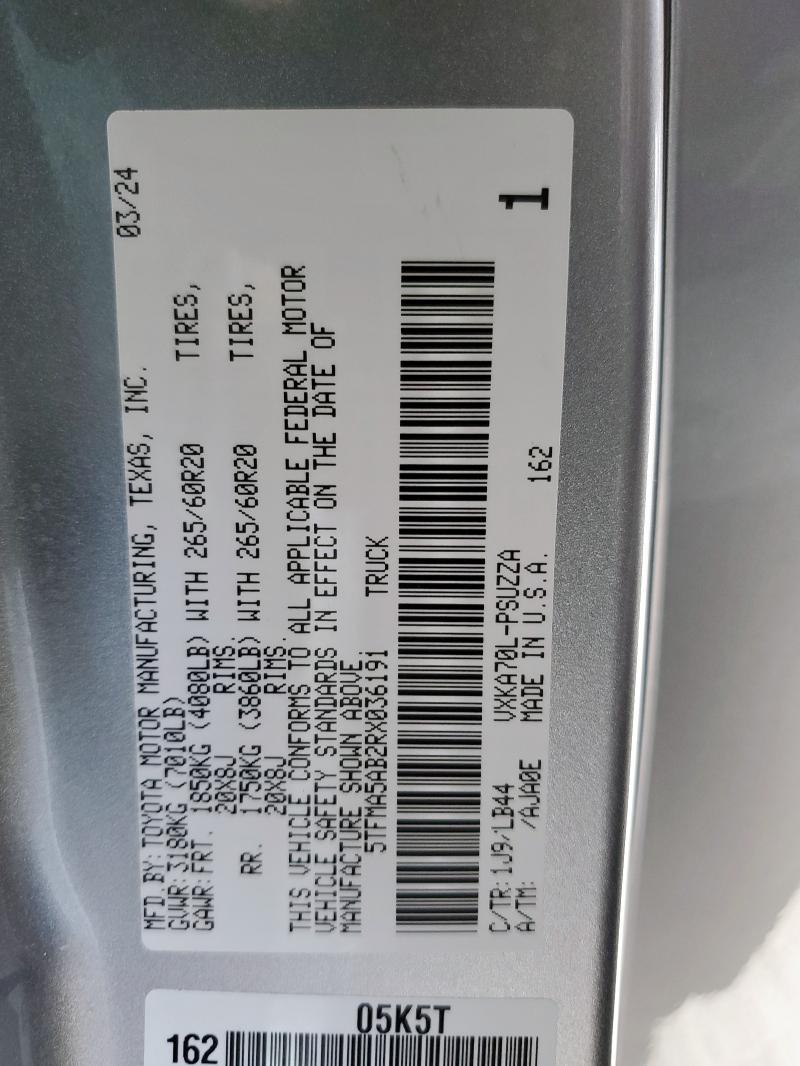 MFD. BY: TOYOTA MOTOR MANUFACTURING, TEXAS, INC. 03/24
GVWR: 3180KG (7010LB)
GAWR: FRT. 1850KG (4080LB) WITH 265/60R20 TIRES,
20X8J RIMS.
RR. 1750KG (3860LB) WITH 265/60R20 TIRES,
20X8J RIMS.
THIS VEHICLE CONFORMS TO ALL APPLICABLE FEDERAL MOTOR
VEHICLE SAFETY STANDARDS IN EFFECT ON THE DATE OF
MANUFACTURE SHOWN ABOVE.
5TFMA5AB2RX036191 TRUCK
C/TR: 1J9/LB44 VXKA70L-PSUZZA
A/TM: /AJA0E MADE IN U.S.A. 162
1
05K5T
162